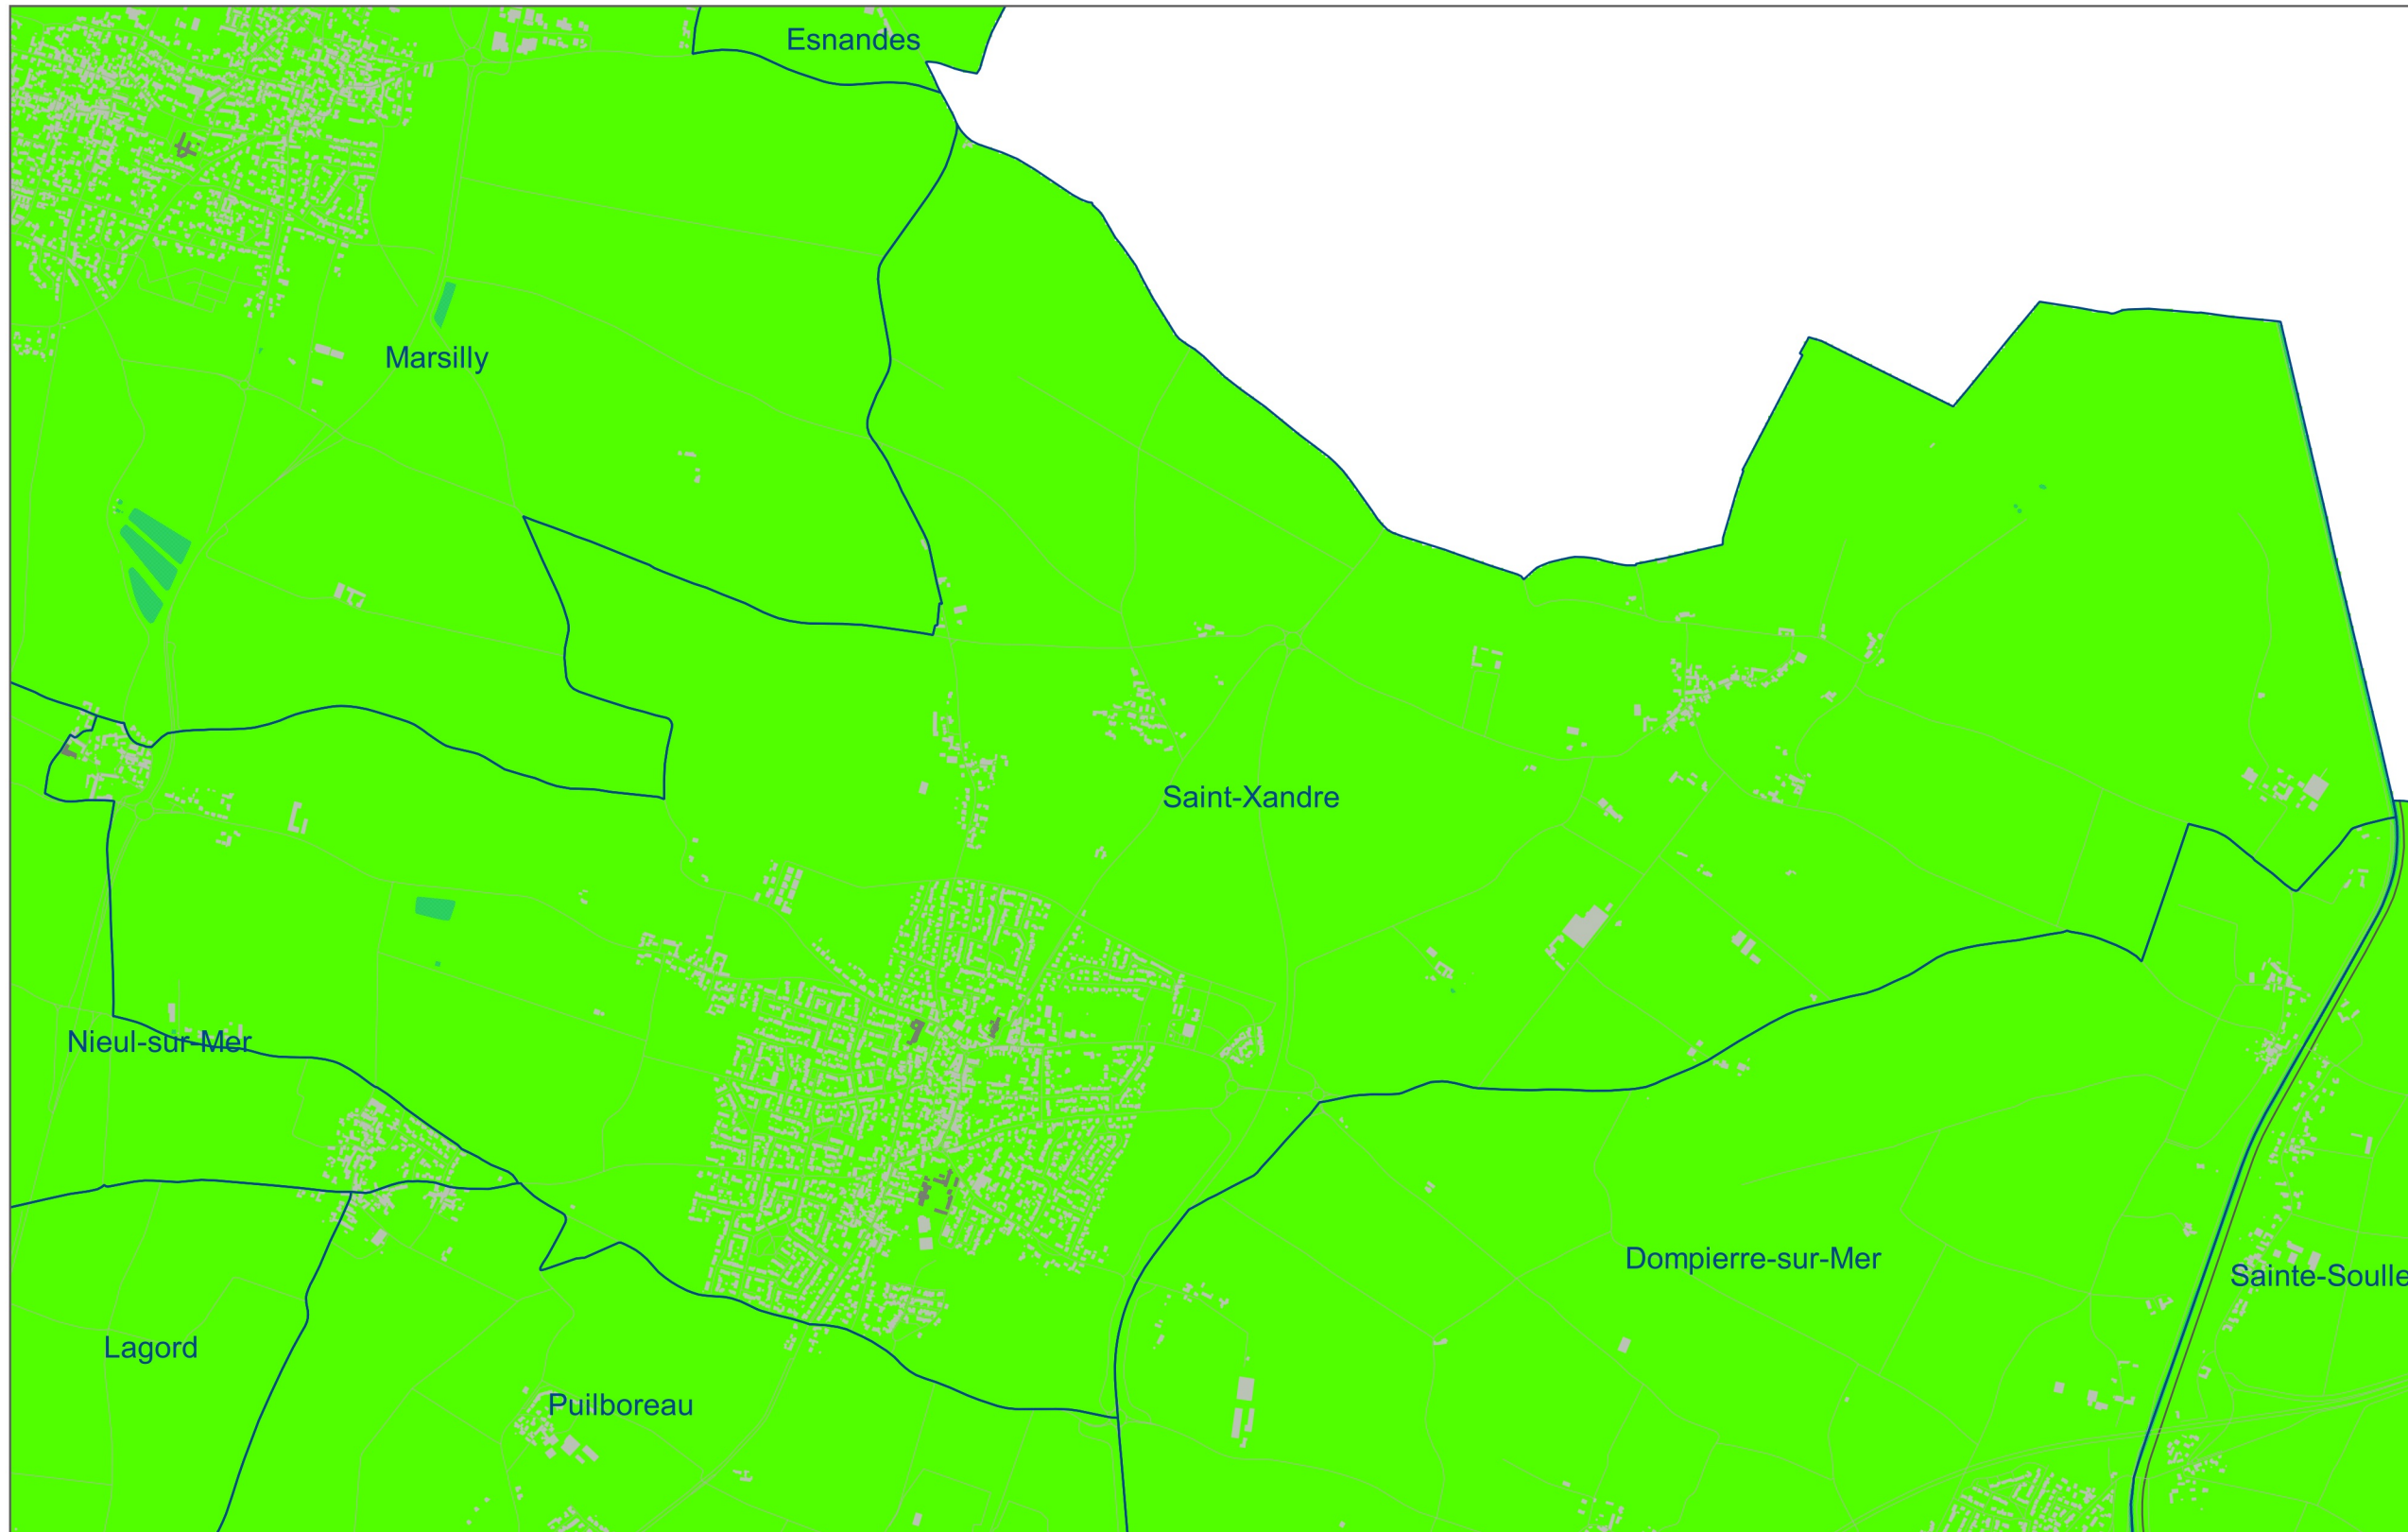 Esnandes
Marsilly
Saint-Xandre
Nieul-sur-Mer
Dompierre-sur-Mer
Sainte-Soulle
Lagord
Puilboreau